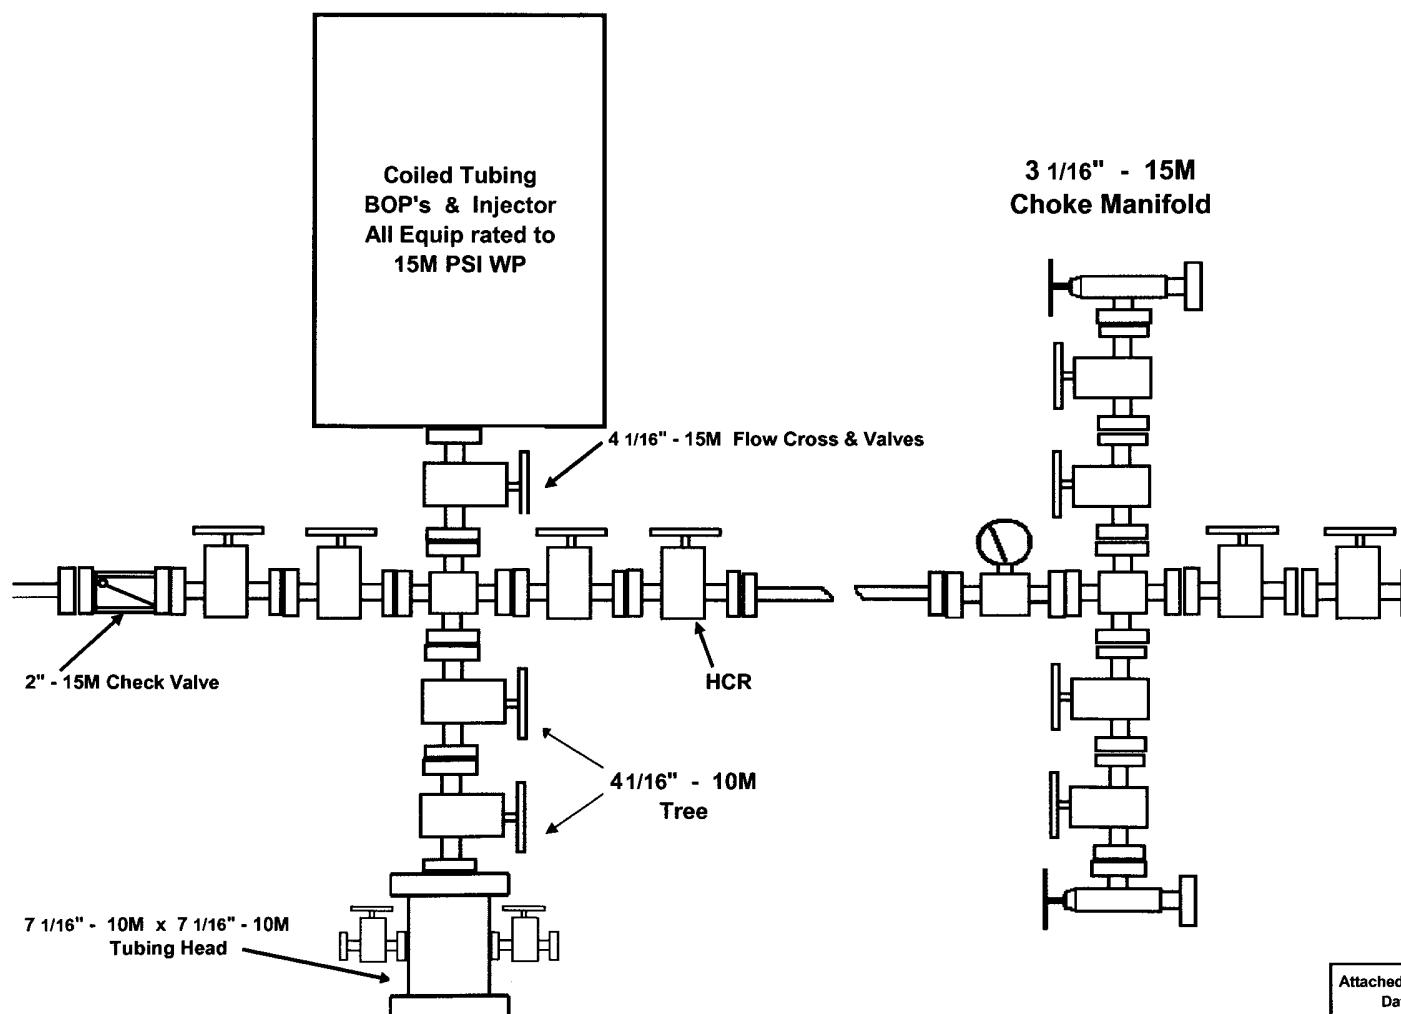 Coiled Tubing
BOP's & Injector
All Equip rated to
15M PSI WP
3 1/16" - 15M
Choke Manifold
4 1/16" - 15M Flow Cross & Valves
2" - 15M Check Valve
HCR
4 1/16" - 10M
Tree
7 1/16" - 10M x 7 1/16" - 10M
Tubing Head
Attached